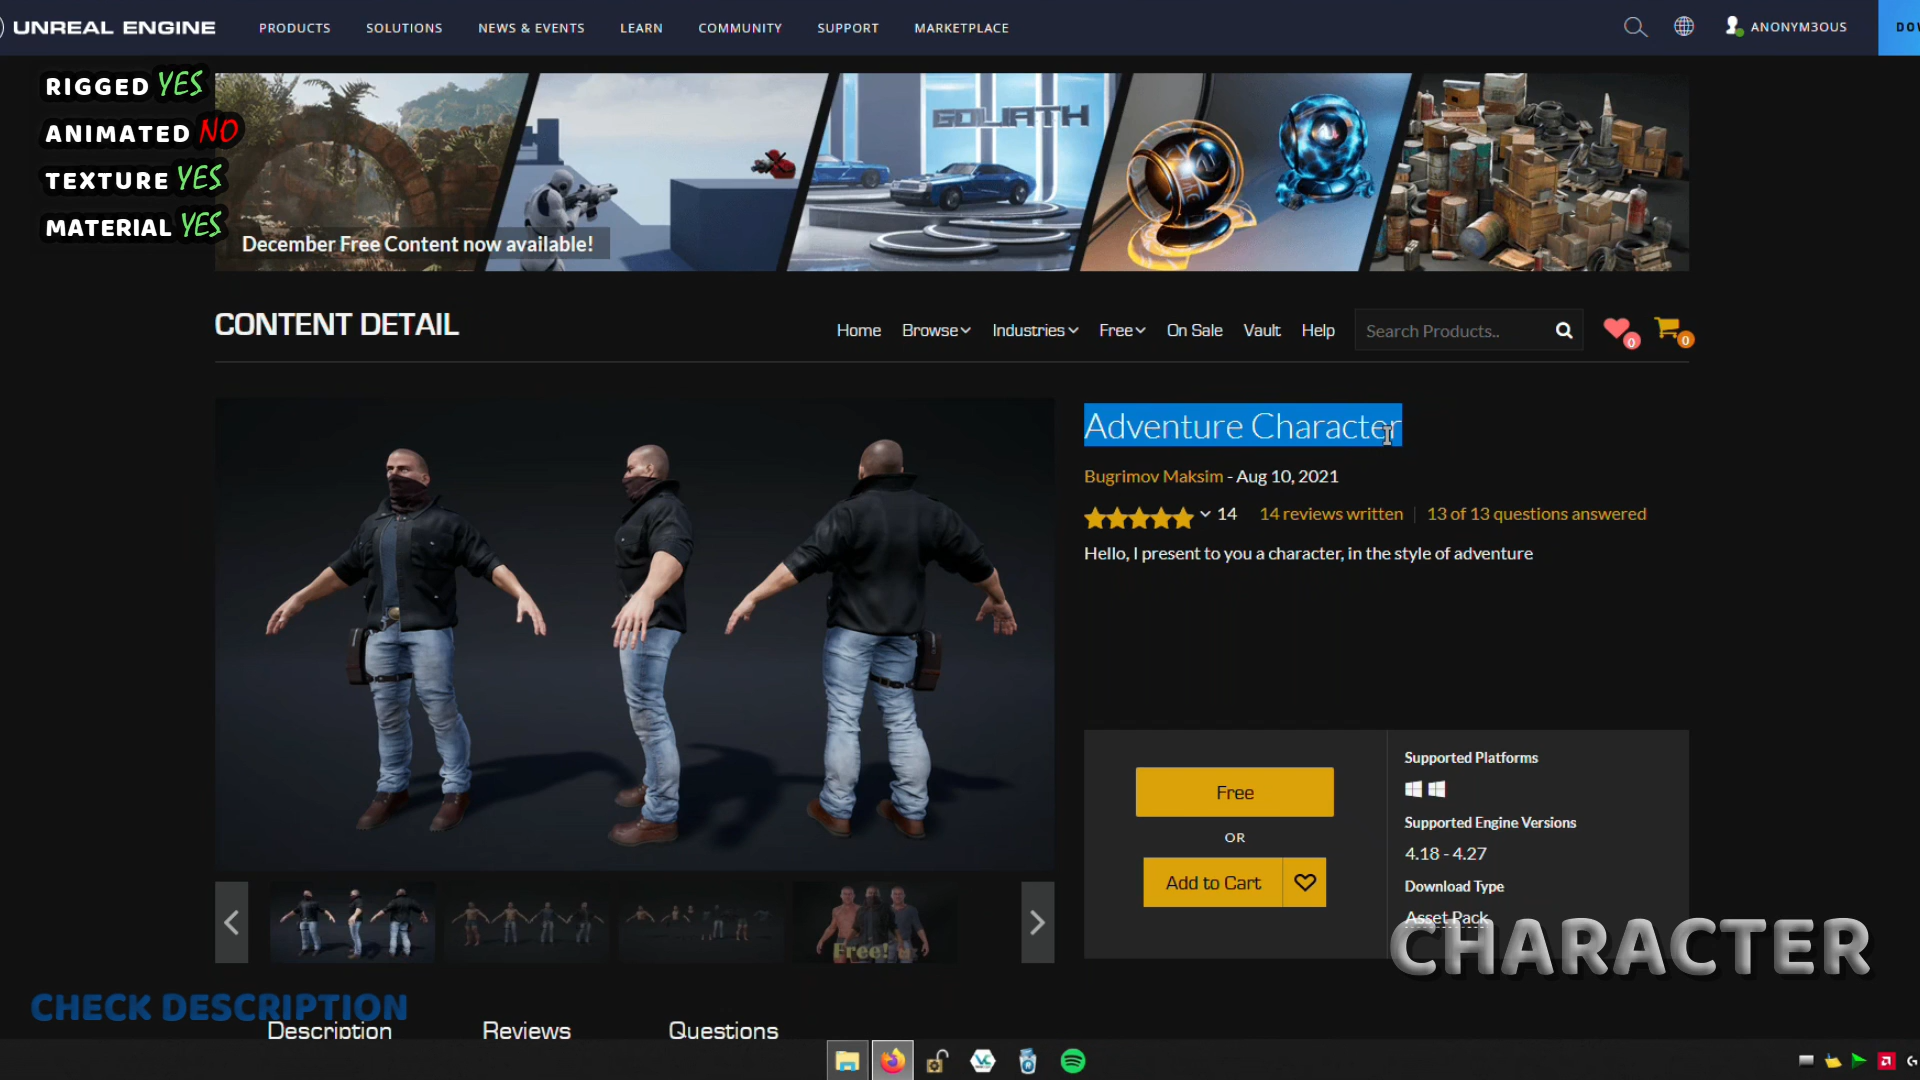 UNREAL ENGINE
PRODUCTS
SOLUTIONS
NEWS & EVENTS
LEARN
COMMUNITY
SUPPORT
MARKETPLACE
ANONYM3OUS
RIGGED YES
ANIMATED NO
TEXTURE YES
MATERIAL YES
GOLIATH
December Free Content now available!
CONTENT DETAIL
Home
Browse
Industries
Free
On Sale
Vault
Help
Search Products..
0
0
Adventure Character
Bugrimov Maksim - Aug 10, 2021
14
14 reviews written
13 of 13 questions answered
Hello, I present to you a character, in the style of adventure
Free
OR
Add to Cart
Supported Platforms
Supported Engine Versions
4.18 - 4.27
Download Type
Asset Pack
Free!
CHARACTER
CHECK DESCRIPTION
Description
Reviews
Questions